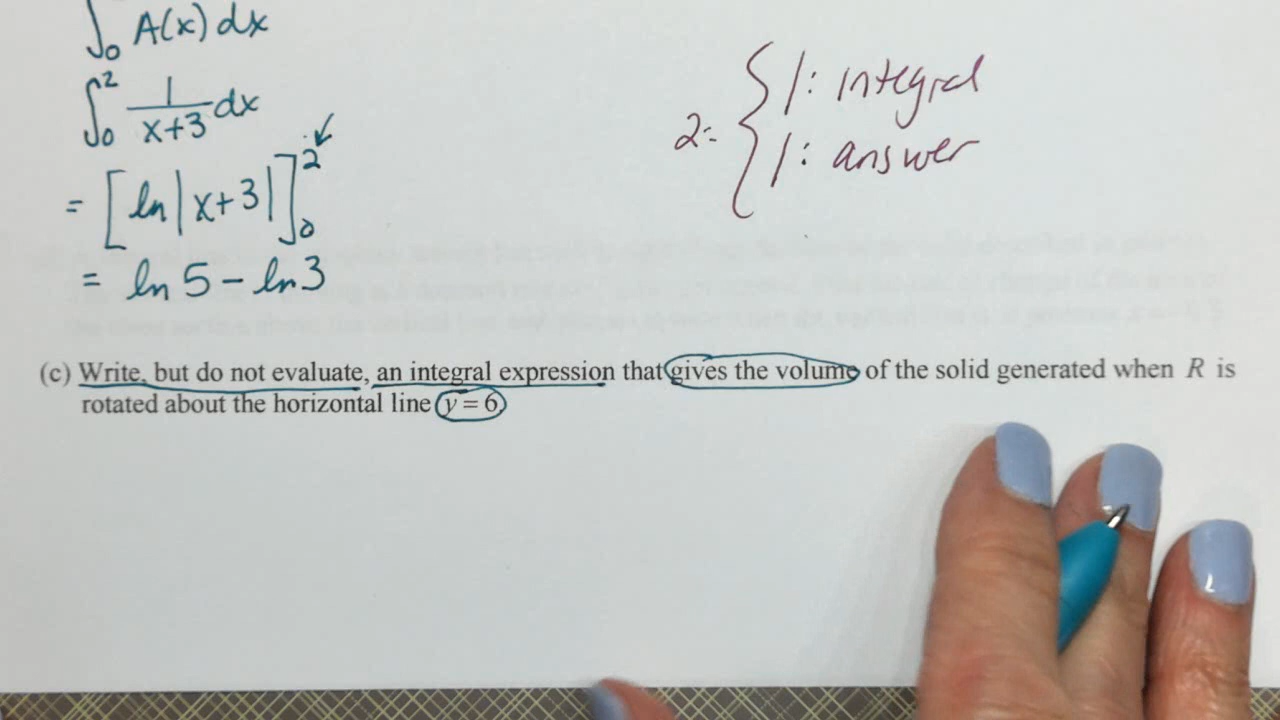 ∫₀ A(x) dx
∫₀² 1/(x+3) dx
= [ln|x+3|]₀²
= ln 5 − ln 3
2: { 1: integral
1: answer
(c) Write, but do not evaluate, an integral expression that gives the volume of the solid generated when R is
rotated about the horizontal line y = 6.